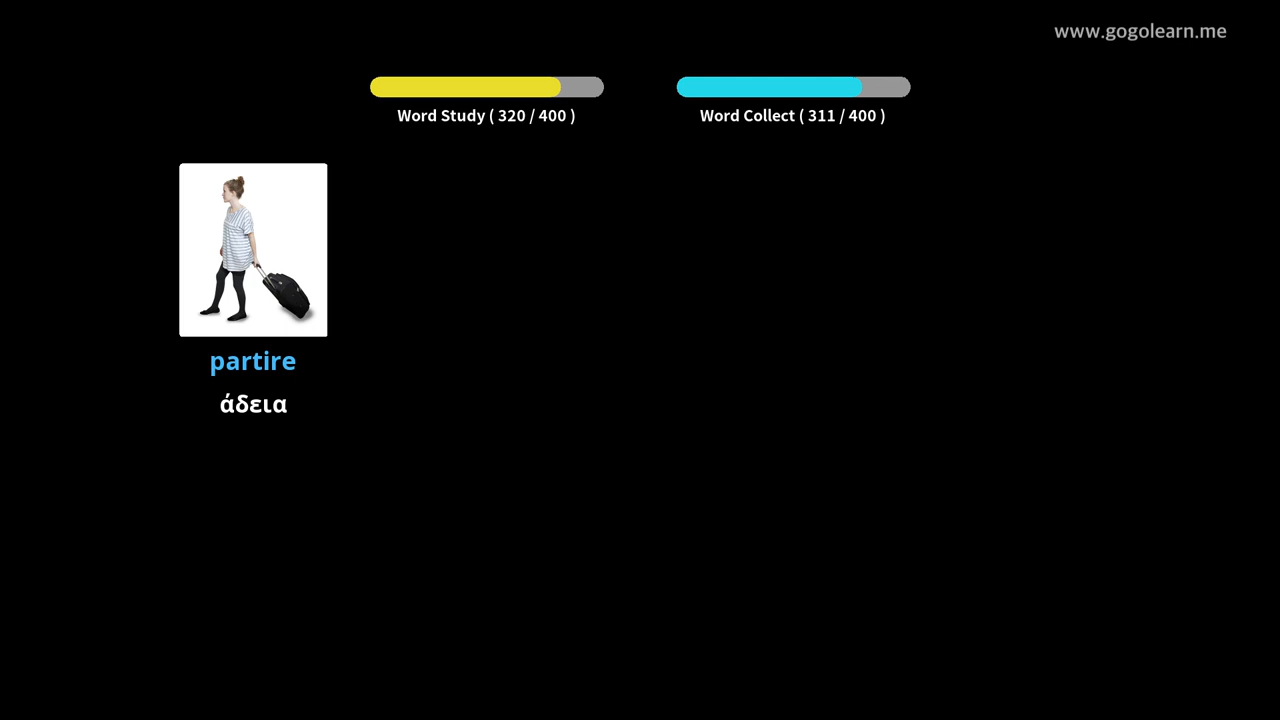 www.gogolearn.me
Word Study ( 320 / 400 )
Word Collect ( 311 / 400 )
partire
άδεια